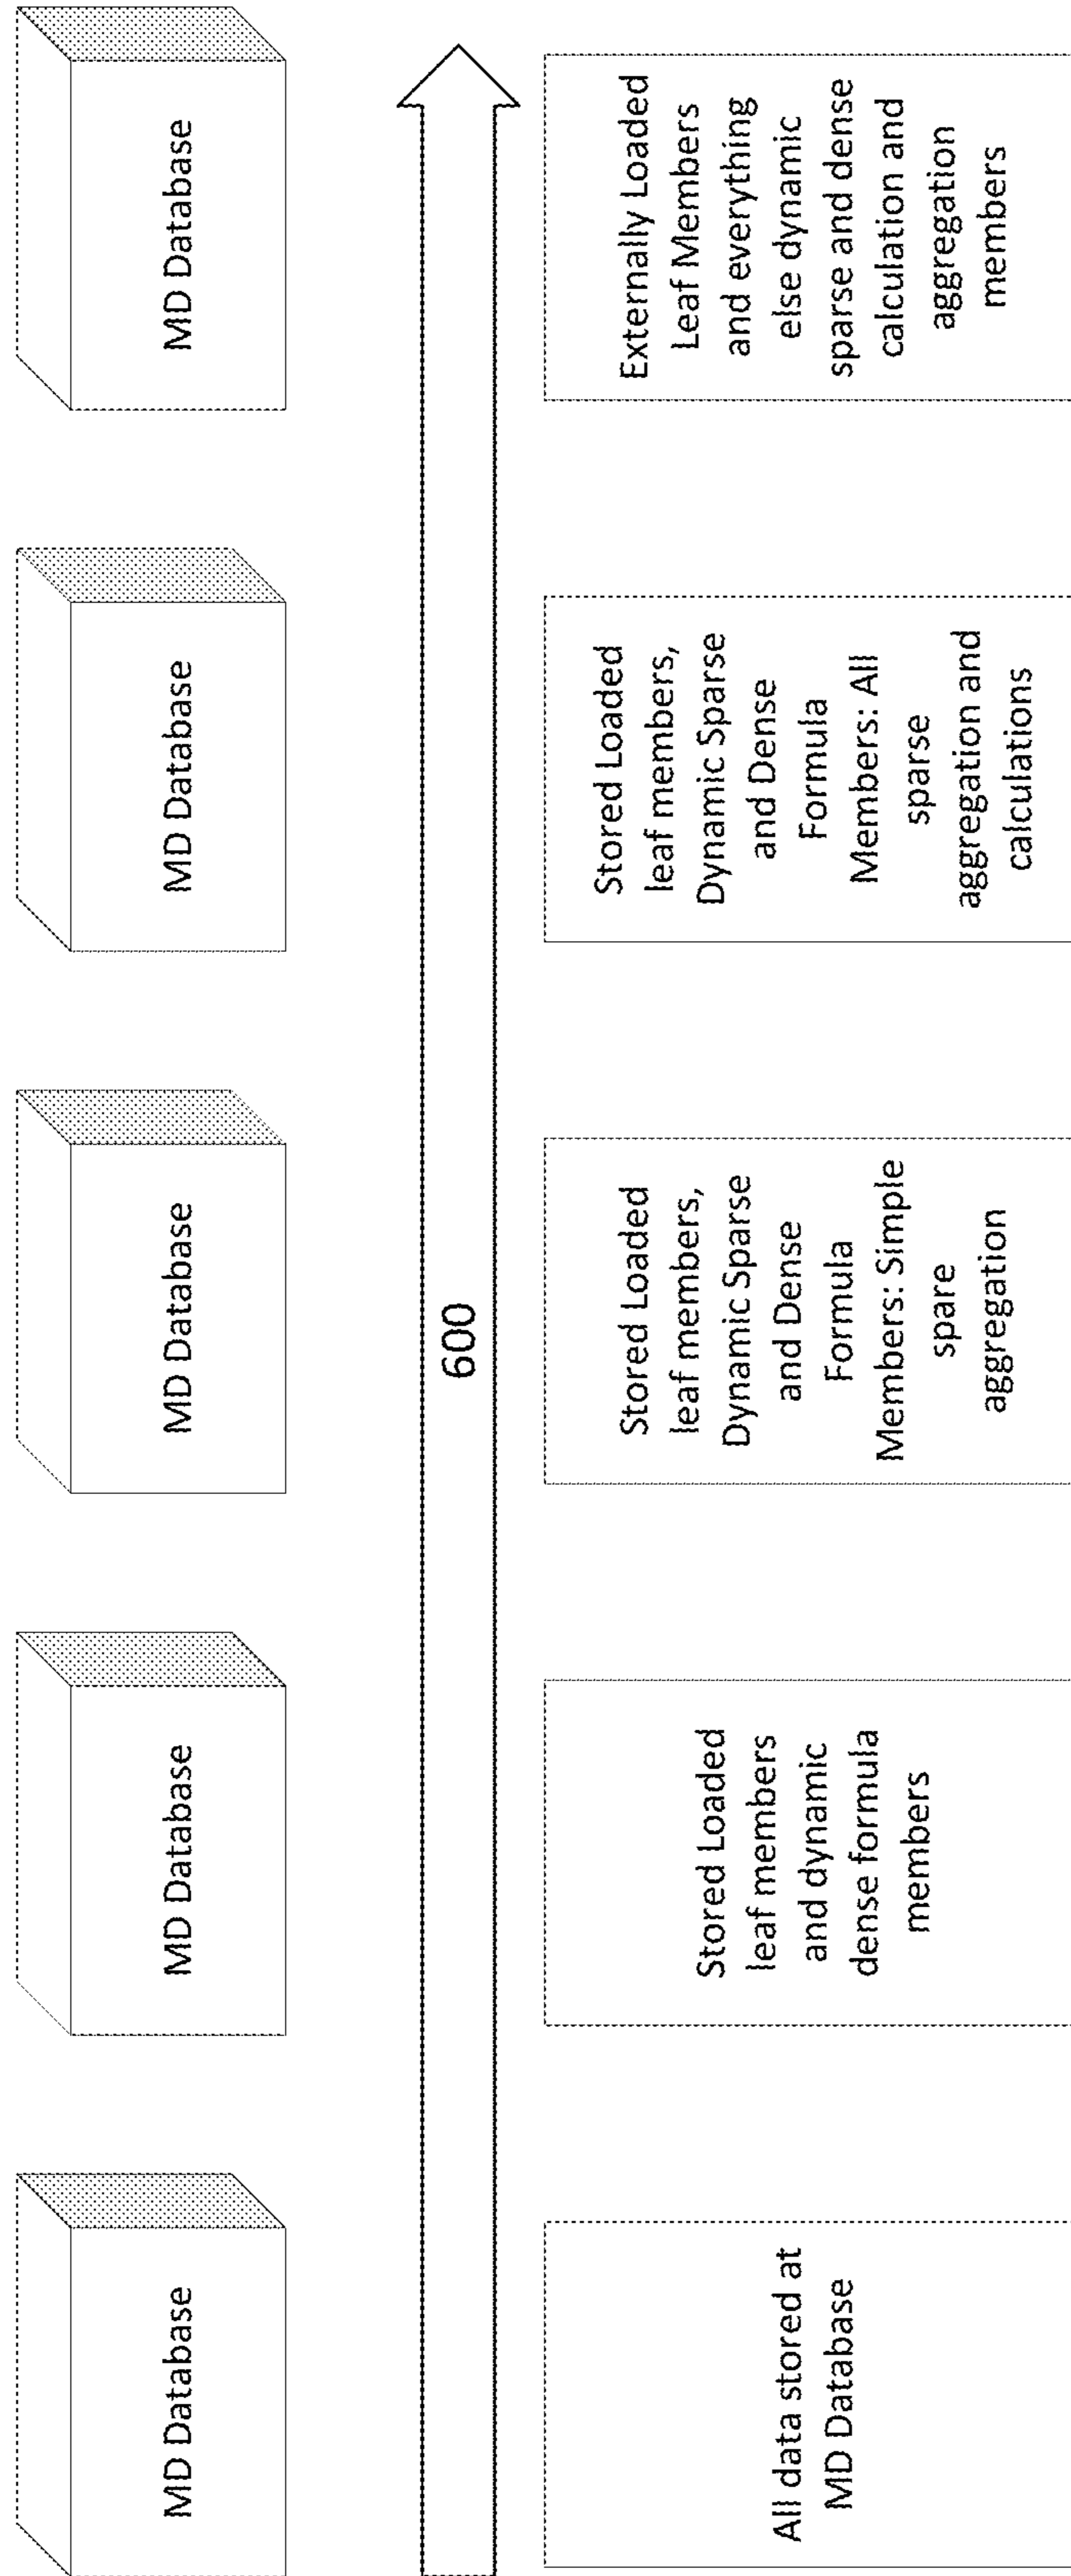 MD Database
MD Database
MD Database
MD Database
MD Database
600
All data stored at
MD Database
Stored Loaded
leaf members
and dynamic
dense formula
members
Stored Loaded
leaf members,
Dynamic Sparse
and Dense
Formula
Members: Simple
spare
aggregation
Stored Loaded
leaf members,
Dynamic Sparse
and Dense
Formula
Members: All
sparse
aggregation and
calculations
Externally Loaded
Leaf Members
and everything
else dynamic
sparse and dense
calculation and
aggregation
members